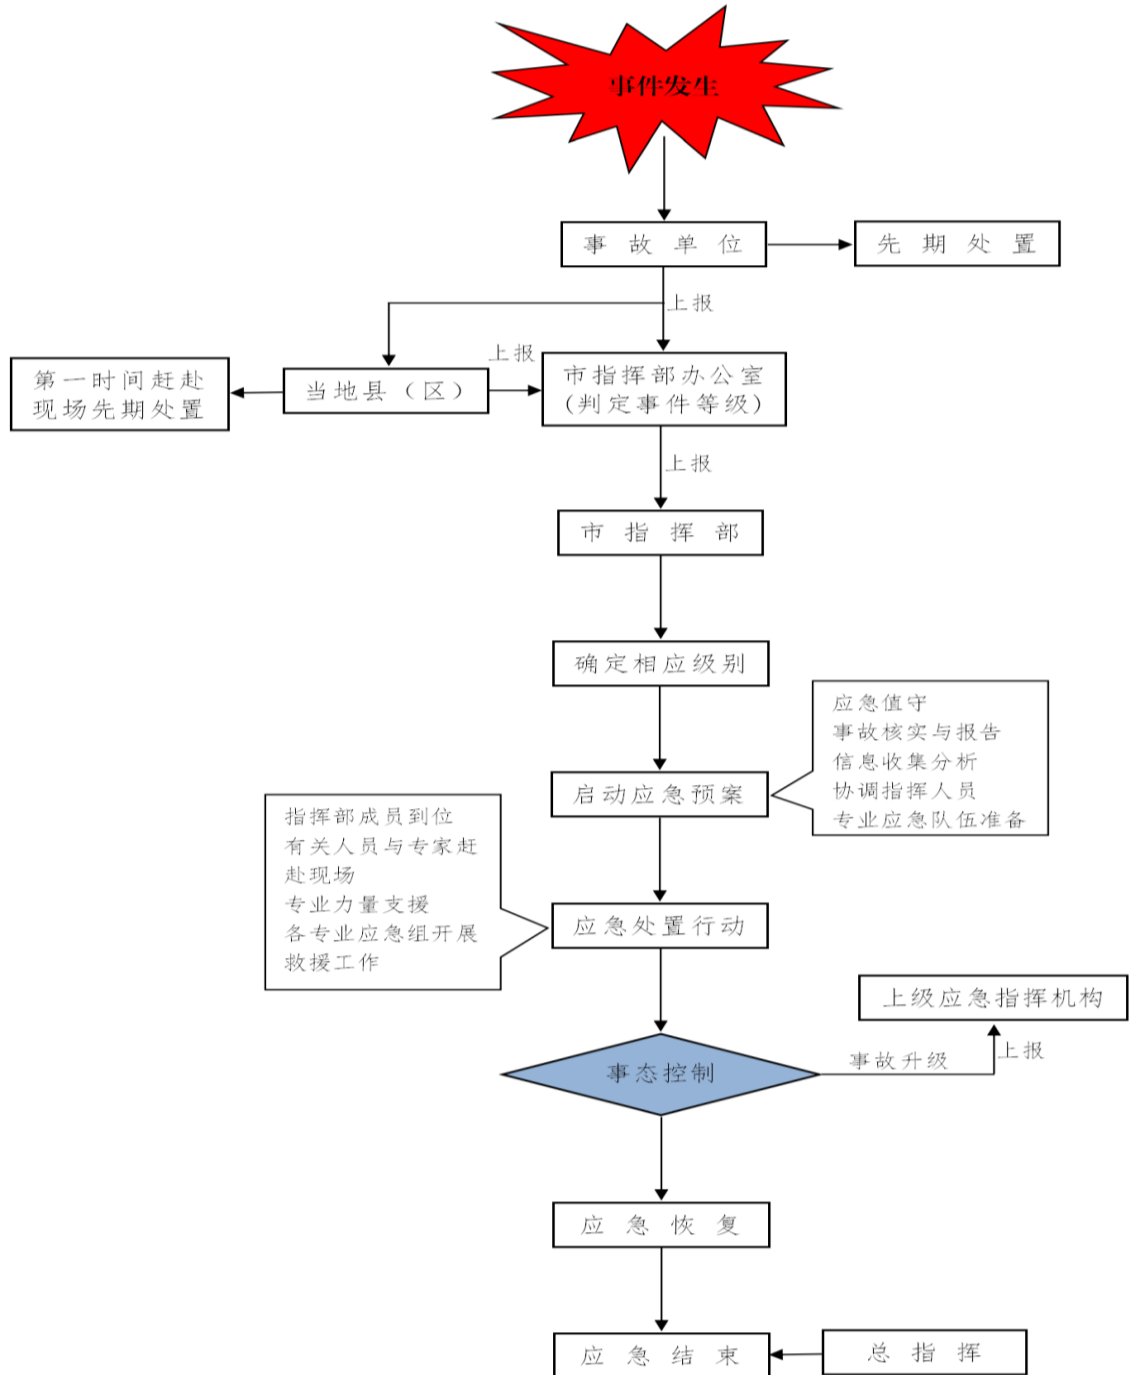 事件发生
事故单位
先期处置
上报
上报
第一时间赶赴
现场先期处置
当地县（区）
市指挥部办公室
(判定事件等级)
上报
市指挥部
确定相应级别
应急值守
事故核实与报告
信息收集分析
协调指挥人员
专业应急队伍准备
启动应急预案
指挥部成员到位
有关人员与专家赶
赴现场
专业力量支援
各专业应急组开展
救援工作
应急处置行动
上级应急指挥机构
事故升级
上报
事态控制
应急恢复
应急结束
总指挥